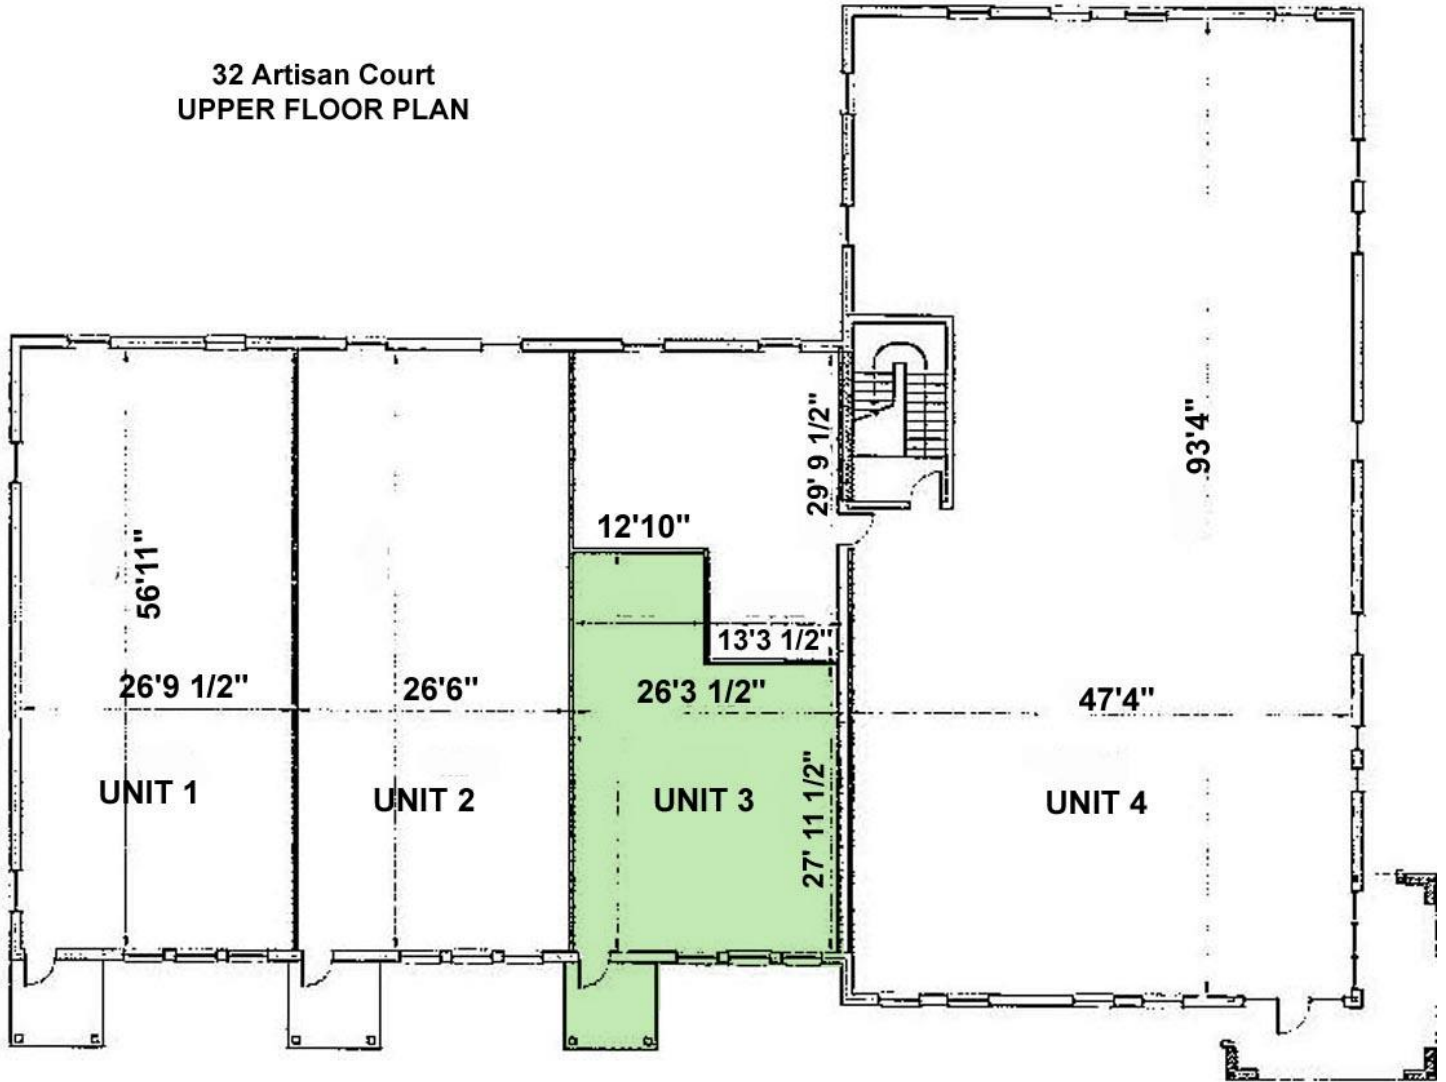 32 Artisan Court
UPPER FLOOR PLAN
29' 9 1/2"
93'4"
12'10"
56'11"
13'3 1/2"
26'9 1/2"
26'6"
26'3 1/2"
47'4"
27' 11 1/2"
UNIT 1
UNIT 2
UNIT 3
UNIT 4